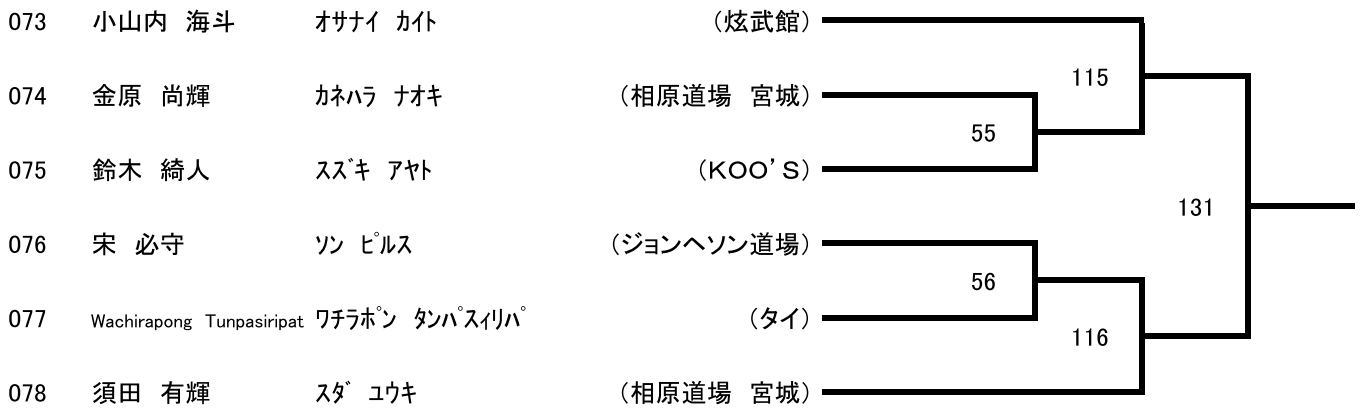 073 小山内 海斗 ｵｻﾅｲ ｶｲﾄ (炫武館)
115
074 金原 尚輝 ｶﾈﾊﾗ ﾅｵｷ (相原道場 宮城)
55
075 鈴木 綺人 ｽｽﾞｷ ｱﾔﾄ (ＫＯＯ’Ｓ)
131
076 宋 必守 ｿﾝ ﾋﾟﾙｽ (ジョンヘソン道場)
56
077 Wachirapong Tunpasiripat ﾜﾁﾗﾎﾟﾝ ﾀﾝﾊﾟｽｨﾘﾊﾟ (タイ)
116
078 須田 有輝 ｽﾀﾞ ﾕｳｷ (相原道場 宮城)